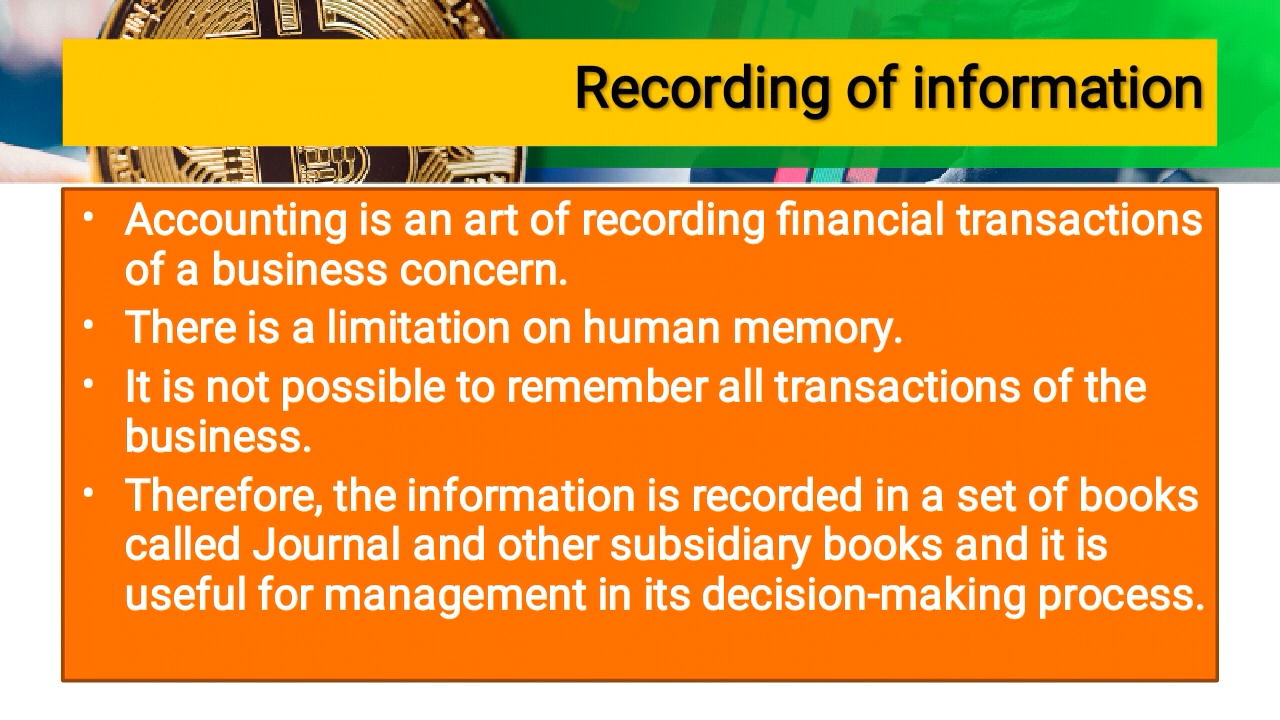 Recording of information
• Accounting is an art of recording financial transactions
of a business concern.
• There is a limitation on human memory.
• It is not possible to remember all transactions of the
business.
• Therefore, the information is recorded in a set of books
called Journal and other subsidiary books and it is
useful for management in its decision-making process.